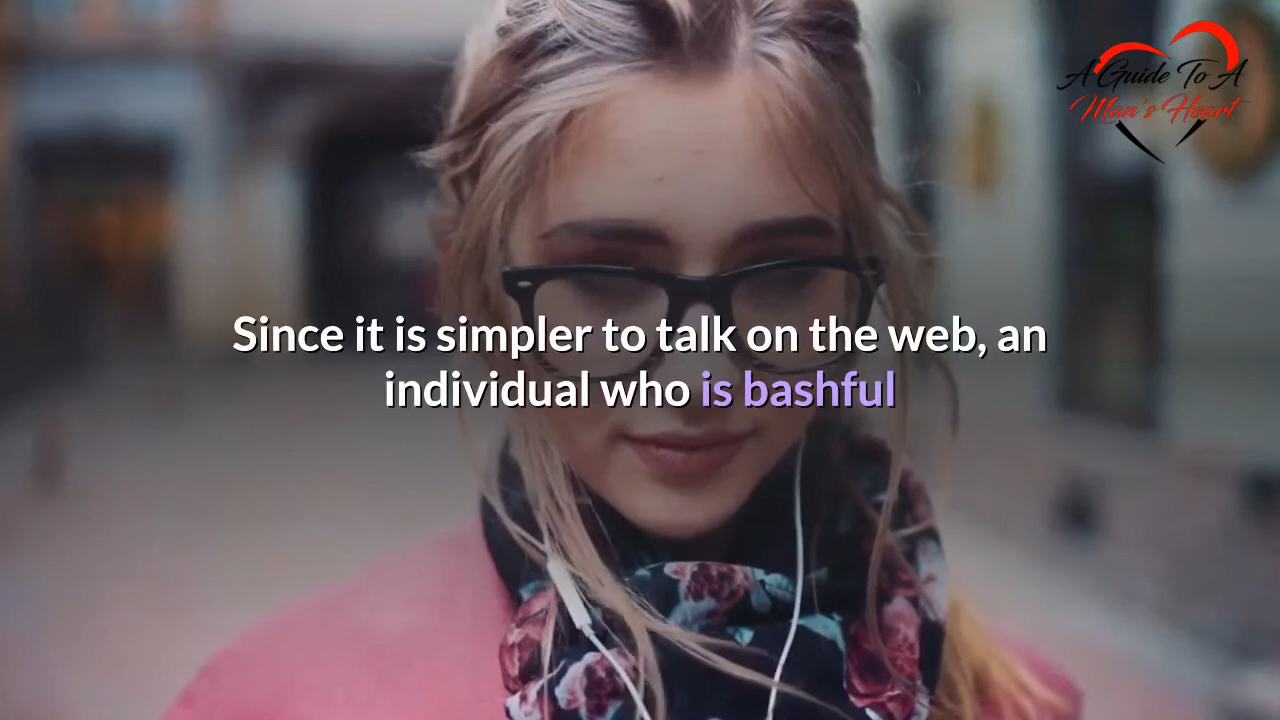 A Guide To A
Man's Heart
Since it is simpler to talk on the web, an
individual who is bashful